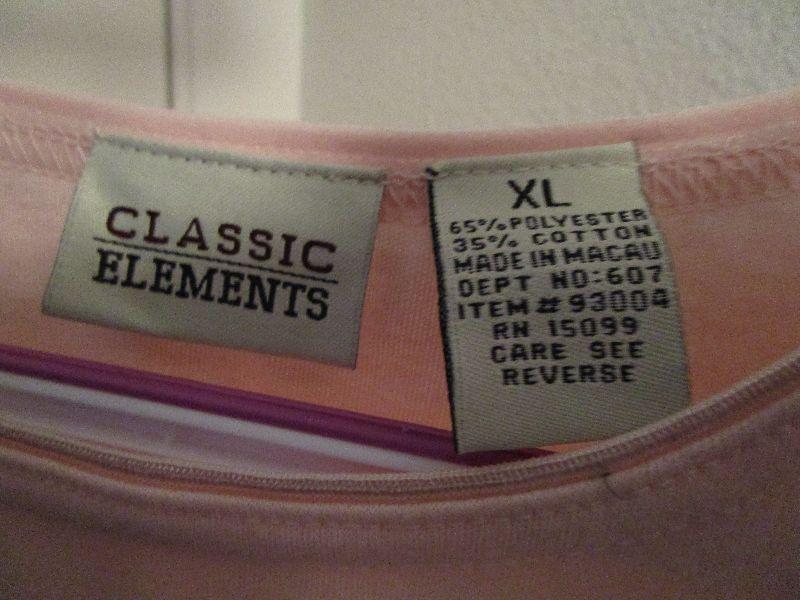 CLASSIC
ELEMENTS
XL
65% POLYESTER
35% COTTON
MADE IN MACAU
DEPT NO:607
ITEM # 93004
RN 15099
CARE SEE
REVERSE